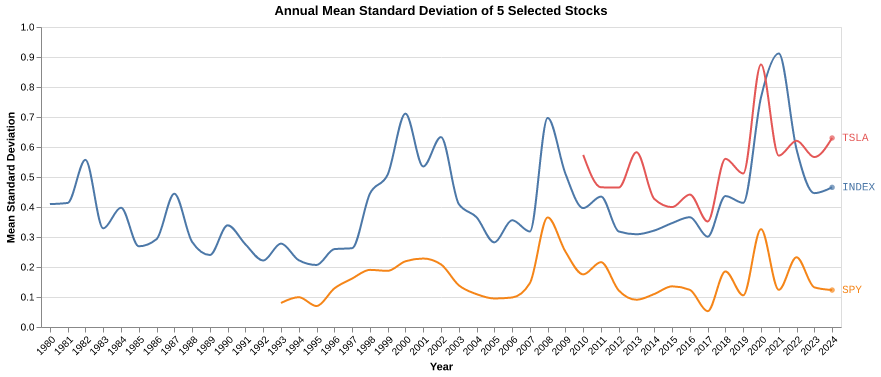 Annual Mean Standard Deviation of 5 Selected Stocks
Mean Standard Deviation
1.0
0.9
0.8
0.7
0.6
0.5
0.4
0.3
0.2
0.1
0.0
TSLA
INDEX
SPY
1980 1981 1982 1983 1984 1985 1986 1987 1988 1989 1990 1991 1992 1993 1994 1995 1996 1997 1998 1999 2000 2001 2002 2003 2004 2005 2006 2007 2008 2009 2010 2011 2012 2013 2014 2015 2016 2017 2018 2019 2020 2021 2022 2023 2024
Year